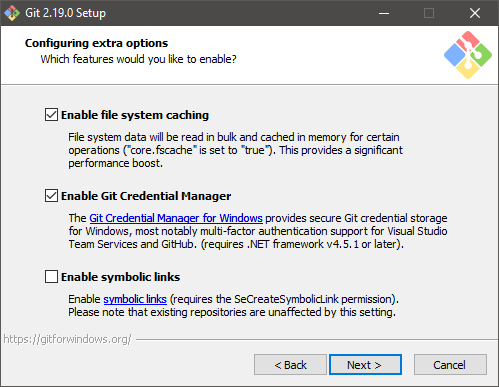 Git 2.19.0 Setup
Configuring extra options
Which features would you like to enable?
Enable file system caching
File system data will be read in bulk and cached in memory for certain
operations ("core.fscache" is set to "true"). This provides a significant
performance boost.
Enable Git Credential Manager
The Git Credential Manager for Windows provides secure Git credential storage
for Windows, most notably multi-factor authentication support for Visual Studio
Team Services and GitHub. (requires .NET framework v4.5.1 or later).
Enable symbolic links
Enable symbolic links (requires the SeCreateSymbolicLink permission).
Please note that existing repositories are unaffected by this setting.
https://gitforwindows.org/
< Back
Next >
Cancel